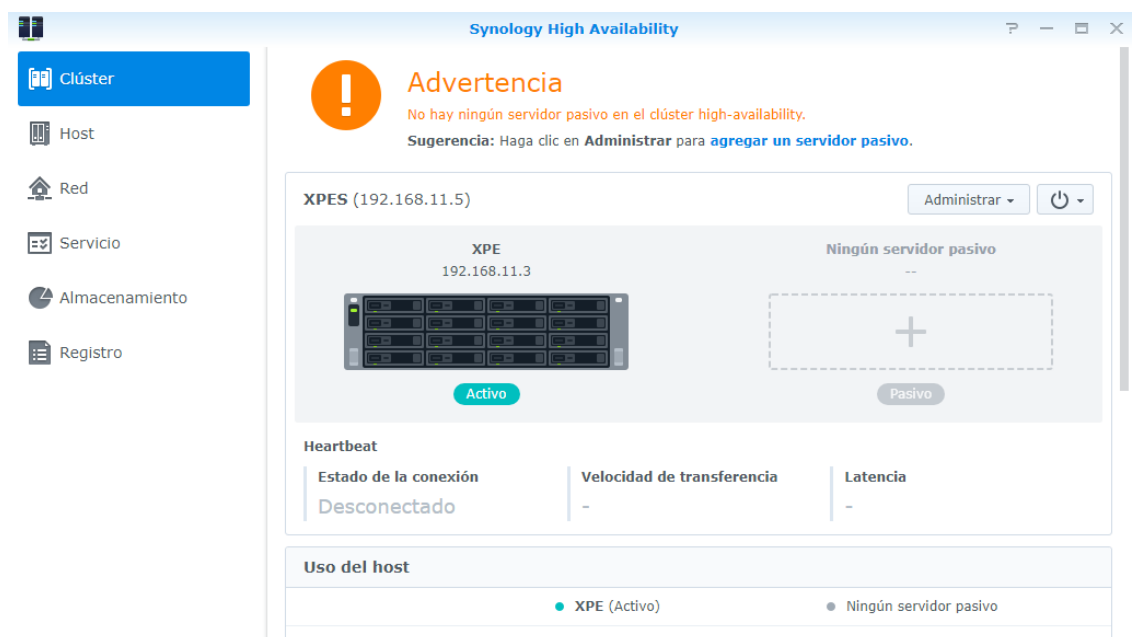 Synology High Availability
Clúster
Host
Red
Servicio
Almacenamiento
Registro
Advertencia
No hay ningún servidor pasivo en el clúster high-availability.
Sugerencia: Haga clic en Administrar para agregar un servidor pasivo.
XPES (192.168.11.5)
Administrar
XPE
192.168.11.3
Activo
Ningún servidor pasivo
--
Pasivo
Heartbeat
Estado de la conexión
Desconectado
Velocidad de transferencia
-
Latencia
-
Uso del host
XPE (Activo)
Ningún servidor pasivo